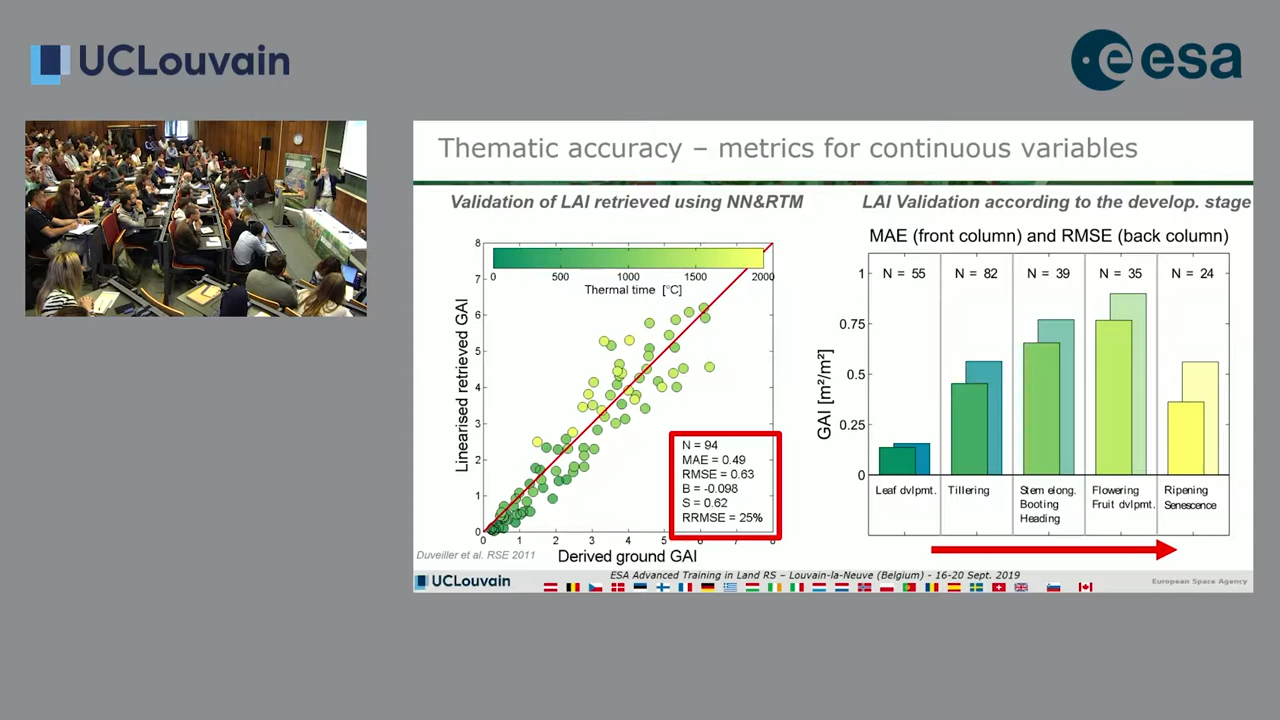 UCLouvain
esa
Thematic accuracy – metrics for continuous variables
Validation of LAI retrieved using NN&RTM
8
7
6
5
4
3
2
1
0
0 500 1000 1500 2000
Thermal time [°C]
Linearised retrieved GAI
N = 94
MAE = 0.49
RMSE = 0.63
B = -0.098
S = 0.62
RRMSE = 25%
0 1 2 3 4 5 6 7 8
Derived ground GAI
Duveiller et al. RSE 2011
LAI Validation according to the develop. stage
MAE (front column) and RMSE (back column)
N = 55 N = 82 N = 39 N = 35 N = 24
1
0.75
0.5
0.25
0
GAI [m²/m²]
Leaf dvlpmt.
Tillering
Stem elong.
Booting
Heading
Flowering
Fruit dvlpmt.
Ripening
Senescence
UCLouvain
ESA Advanced Training in Land RS – Louvain-la-Neuve (Belgium) - 16-20 Sept. 2019
European Space Agency